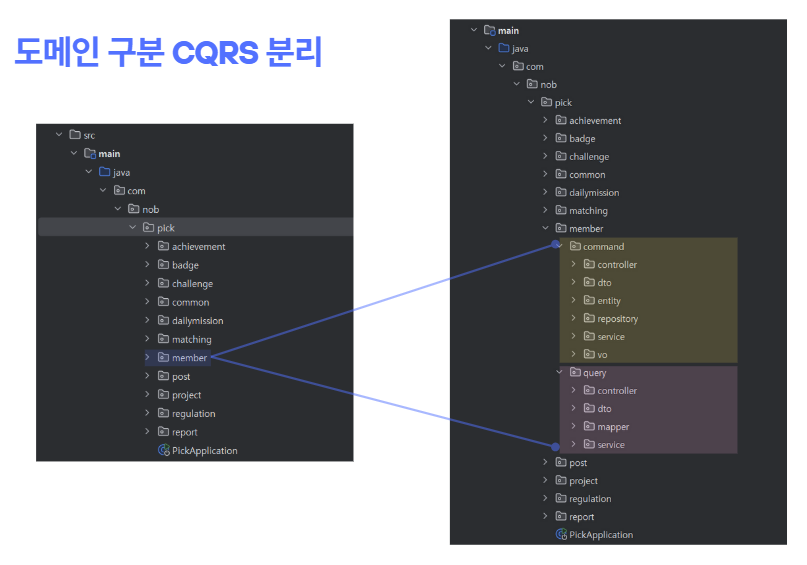 도메인 구분 CQRS 분리
src
main
java
com
nob
pick
achievement
badge
challenge
common
dailymission
matching
member
post
project
regulation
report
PickApplication
main
java
com
nob
pick
achievement
badge
challenge
common
dailymission
matching
member
command
controller
dto
entity
repository
service
vo
query
controller
dto
mapper
service
post
project
regulation
report
PickApplication